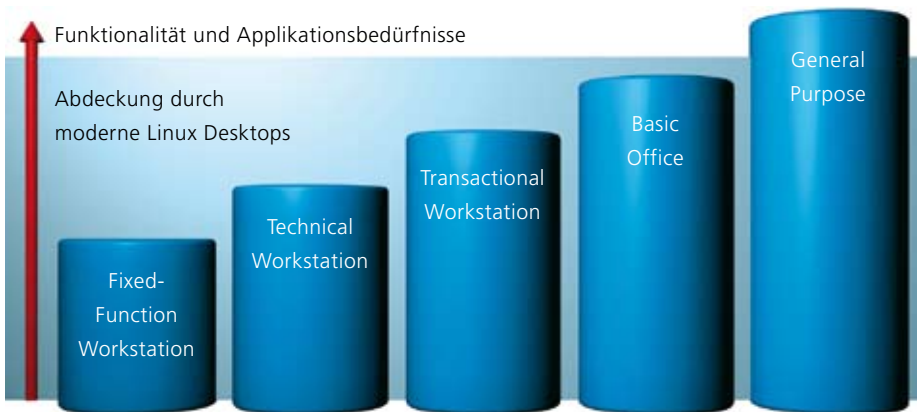 Funktionalität und Applikationsbedürfnisse
Abdeckung durch
moderne Linux Desktops
Fixed-
Function
Workstation
Technical
Workstation
Transactional
Workstation
Basic
Office
General
Purpose